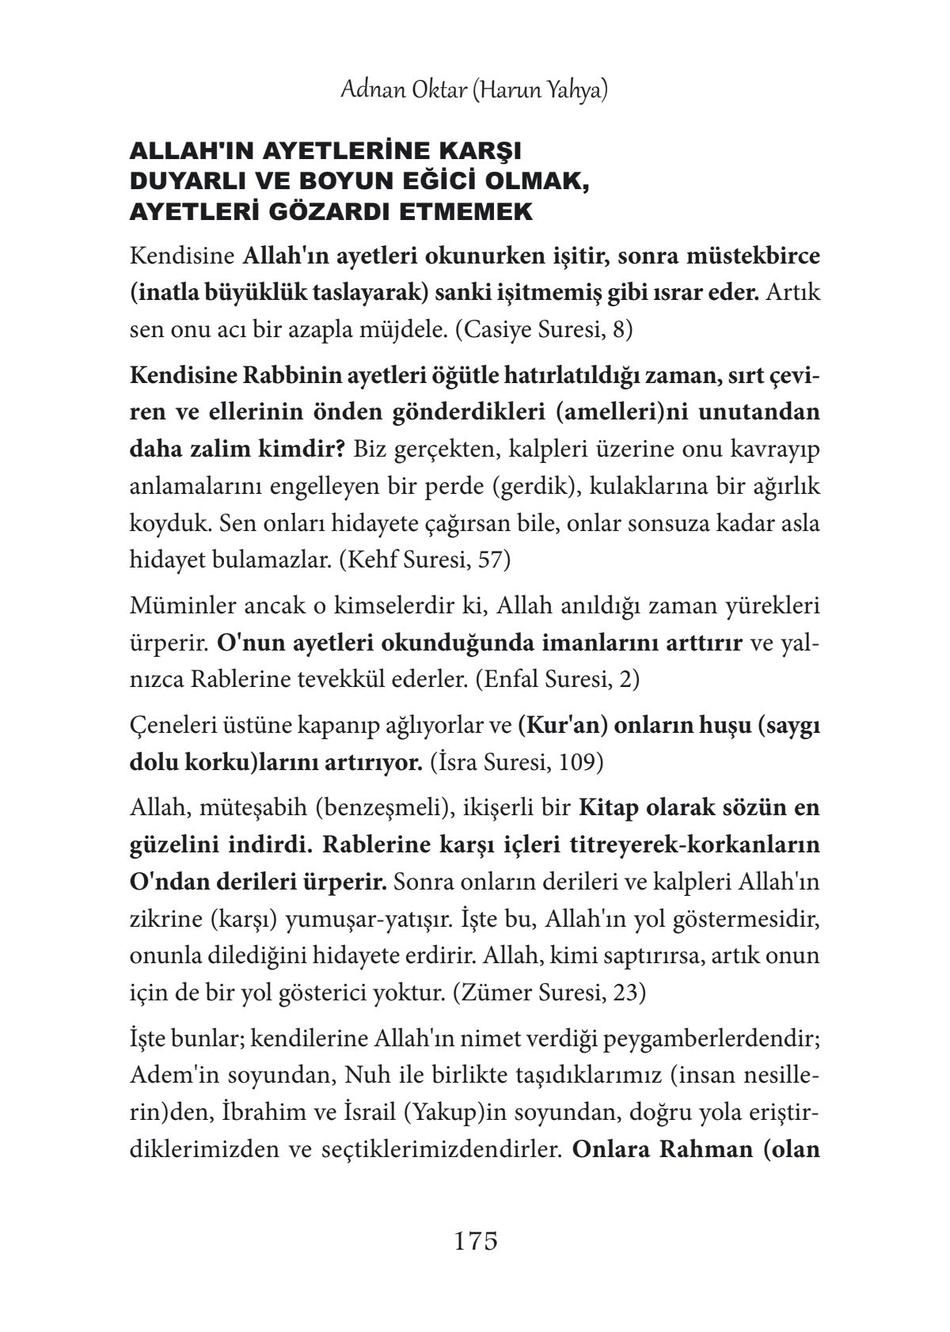 Adnan Oktar (Harun Yahya)
ALLAH'IN AYETLERİNE KARŞI
DUYARLI VE BOYUN EĞİCİ OLMAK,
AYETLERİ GÖZARDI ETMEMEK
Kendisine Allah'ın ayetleri okunurken işitir, sonra müstekbirce
(inatla büyüklük taslayarak) sanki işitmemiş gibi ısrar eder. Artık
sen onu acı bir azapla müjdele. (Casiye Suresi, 8)
Kendisine Rabbinin ayetleri öğütle hatırlatıldığı zaman, sırt çevi-
ren ve ellerinin önden gönderdikleri (amelleri)ni unutandan
daha zalim kimdir? Biz gerçekten, kalpleri üzerine onu kavrayıp
anlamalarını engelleyen bir perde (gerdik), kulaklarına bir ağırlık
koyduk. Sen onları hidayete çağırsan bile, onlar sonsuza kadar asla
hidayet bulamazlar. (Kehf Suresi, 57)
Müminler ancak o kimselerdir ki, Allah anıldığı zaman yürekleri
ürperir. O'nun ayetleri okunduğunda imanlarını arttırır ve yal-
nızca Rablerine tevekkül ederler. (Enfal Suresi, 2)
Çeneleri üstüne kapanıp ağlıyorlar ve (Kur'an) onların huşu (saygı
dolu korku)larını artırıyor. (İsra Suresi, 109)
Allah, müteşabih (benzeşmeli), ikişerli bir Kitap olarak sözün en
güzelini indirdi. Rablerine karşı içleri titreyerek-korkanların
O'ndan derileri ürperir. Sonra onların derileri ve kalpleri Allah'ın
zikrine (karşı) yumuşar-yatışır. İşte bu, Allah'ın yol göstermesidir,
onunla dilediğini hidayete erdirir. Allah, kimi saptırırsa, artık onun
için de bir yol gösterici yoktur. (Zümer Suresi, 23)
İşte bunlar; kendilerine Allah'ın nimet verdiği peygamberlerdendir;
Adem'in soyundan, Nuh ile birlikte taşıdıklarımız (insan nesille-
rin)den, İbrahim ve İsrail (Yakup)in soyundan, doğru yola eriştir-
diklerimizden ve seçtiklerimizdendirler. Onlara Rahman (olan
175